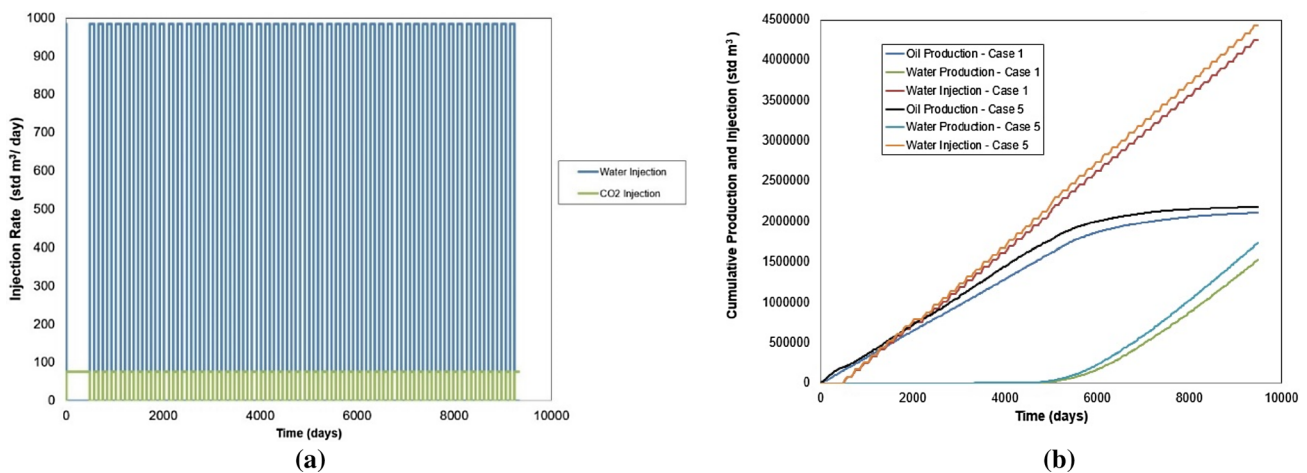 1000
900
800
700
600
500
400
300
200
100
0
Injection Rate (std m³/ day)
0 2000 4000 6000 8000 10000
Time (days)
Water Injection
CO2 Injection
(a)
4500000
4000000
3500000
3000000
2500000
2000000
1500000
1000000
500000
0
Cumulative Production and Injection (std m³)
Oil Production - Case 1
Water Production - Case 1
Water Injection - Case 1
Oil Production - Case 5
Water Production - Case 5
Water Injection - Case 5
0 2000 4000 6000 8000 10000
Time (days)
(b)